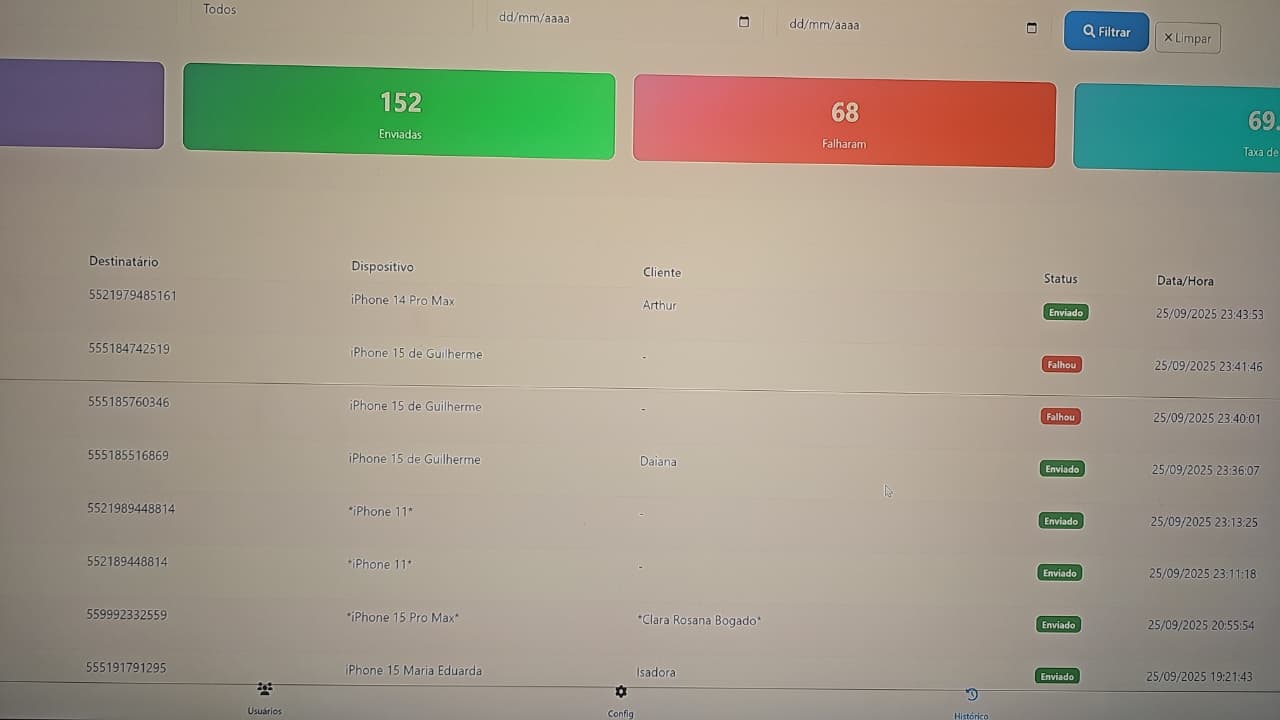 Todos
dd/mm/aaaa
dd/mm/aaaa
Filtrar
Limpar
152
Enviadas
68
Falharam
69
Taxa de
Destinatário Dispositivo Cliente Status Data/Hora
5521979485161 iPhone 14 Pro Max Arthur Enviado 25/09/2025 23:43:53
555184742519 iPhone 15 de Guilherme - Falhou 25/09/2025 23:41:46
555185760346 iPhone 15 de Guilherme - Falhou 25/09/2025 23:40:01
555185516869 iPhone 15 de Guilherme Daiana Enviado 25/09/2025 23:36:07
5521989448814 *iPhone 11* - Enviado 25/09/2025 23:13:25
552189448814 *iPhone 11* - Enviado 25/09/2025 23:11:18
559992332559 *iPhone 15 Pro Max* *Clara Rosana Bogado* Enviado 25/09/2025 20:55:54
555191791295 iPhone 15 Maria Eduarda Isadora Enviado 25/09/2025 19:21:43
Usuários
Config
Histórico